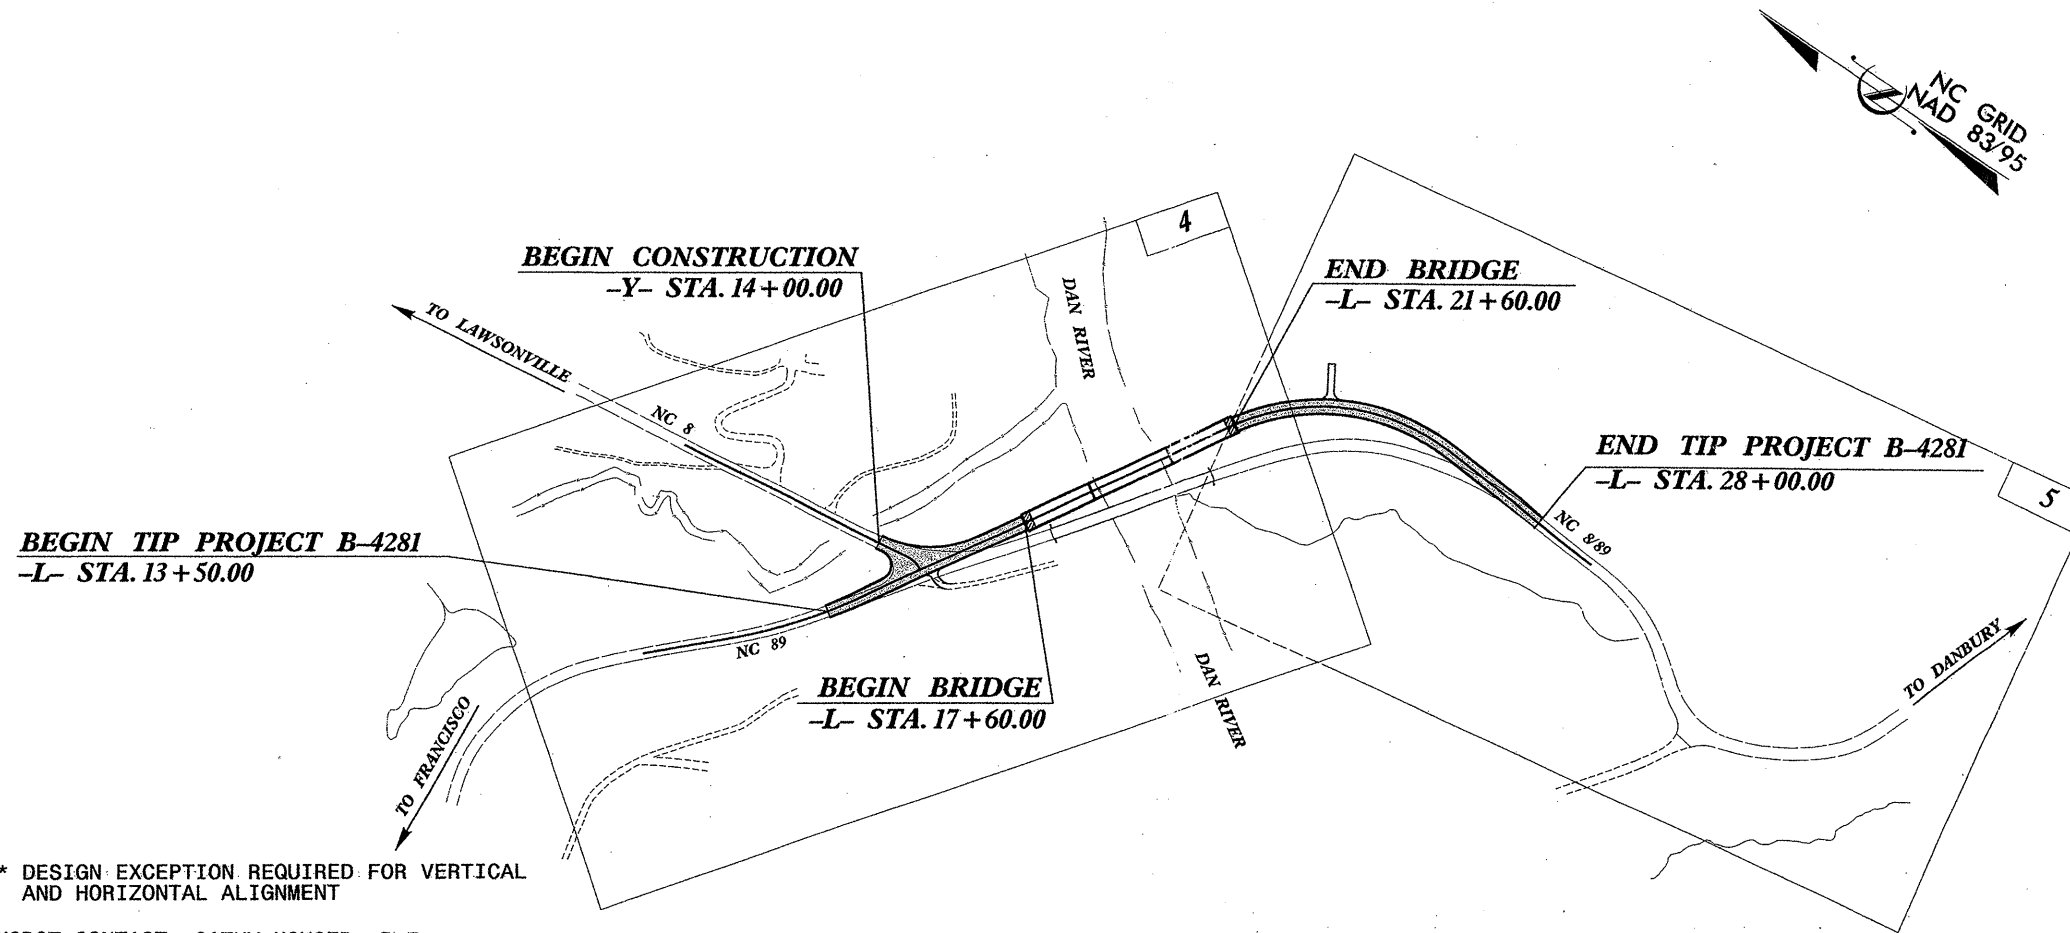 NC GRID
NAD 83/95
4
BEGIN CONSTRUCTION
-Y- STA. 14+00.00
END BRIDGE
-L- STA. 21+60.00
DAN RIVER
TO LAWSONVILLE
NC 8
END TIP PROJECT B-4281
-L- STA. 28+00.00
5
NC 8/89
BEGIN TIP PROJECT B-4281
-L- STA. 13+50.00
NC 89
BEGIN BRIDGE
-L- STA. 17+60.00
DAN RIVER
TO DANBURY
TO FRANCISCO
* DESIGN EXCEPTION REQUIRED FOR VERTICAL
AND HORIZONTAL ALIGNMENT